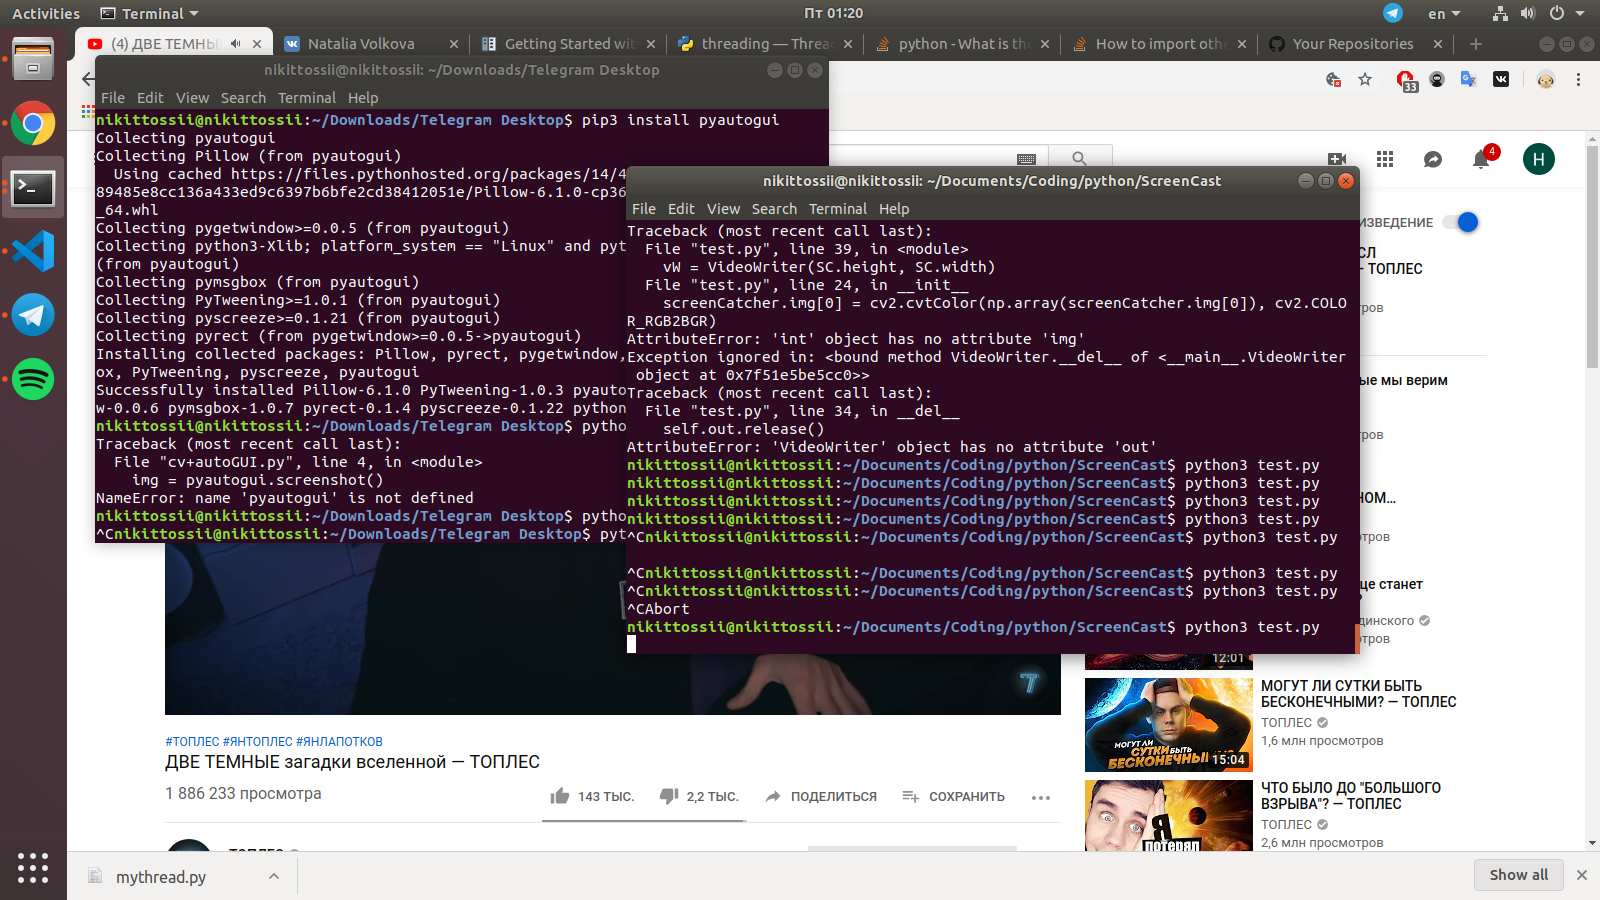 Activities
Terminal
Пт 01:20
en
(4) ДВЕ ТЕМНЫ
Natalia Volkova
Getting Started wit
threading — Threa
python - What is the
How to import othe
Your Repositories
33
nikittossii@nikittossii: ~/Downloads/Telegram Desktop
File Edit View Search Terminal Help
nikittossii@nikittossii:~/Downloads/Telegram Desktop$ pip3 install pyautogui
Collecting pyautogui
Collecting Pillow (from pyautogui)
Using cached https://files.pythonhosted.org/packages/14/4
89485e8cc136a433ed9c6397b6bfe2cd38412051e/Pillow-6.1.0-cp36
_64.whl
Collecting pygetwindow>=0.0.5 (from pyautogui)
Collecting python3-Xlib; platform_system == "Linux" and pyt
(from pyautogui)
Collecting pymsgbox (from pyautogui)
Collecting PyTweening>=1.0.1 (from pyautogui)
Collecting pyscreeze>=0.1.21 (from pyautogui)
Collecting pyrect (from pygetwindow>=0.0.5->pyautogui)
Installing collected packages: Pillow, pyrect, pygetwindow,
ox, PyTweening, pyscreeze, pyautogui
Successfully installed Pillow-6.1.0 PyTweening-1.0.3 pyauto
w-0.0.6 pymsgbox-1.0.7 pyrect-0.1.4 pyscreeze-0.1.22 python
nikittossii@nikittossii:~/Downloads/Telegram Desktop$ pytho
Traceback (most recent call last):
File "cv+autoGUI.py", line 4, in <module>
img = pyautogui.screenshot()
NameError: name 'pyautogui' is not defined
nikittossii@nikittossii:~/Downloads/Telegram Desktop$ pytho
^Cnikittossii@nikittossii:~/Downloads/Telegram Desktop$ pyt
nikittossii@nikittossii: ~/Documents/Coding/python/ScreenCast
File Edit View Search Terminal Help
Traceback (most recent call last):
File "test.py", line 39, in <module>
vW = VideoWriter(SC.height, SC.width)
File "test.py", line 24, in __init__
screenCatcher.img[0] = cv2.cvtColor(np.array(screenCatcher.img[0]), cv2.COLO
R_RGB2BGR)
AttributeError: 'int' object has no attribute 'img'
Exception ignored in: <bound method VideoWriter.__del__ of <__main__.VideoWriter
object at 0x7f51e5be5cc0>>
Traceback (most recent call last):
File "test.py", line 34, in __del__
self.out.release()
AttributeError: 'VideoWriter' object has no attribute 'out'
nikittossii@nikittossii:~/Documents/Coding/python/ScreenCast$ python3 test.py
nikittossii@nikittossii:~/Documents/Coding/python/ScreenCast$ python3 test.py
nikittossii@nikittossii:~/Documents/Coding/python/ScreenCast$ python3 test.py
nikittossii@nikittossii:~/Documents/Coding/python/ScreenCast$ python3 test.py
^Cnikittossii@nikittossii:~/Documents/Coding/python/ScreenCast$ python3 test.py
^Cnikittossii@nikittossii:~/Documents/Coding/python/ScreenCast$ python3 test.py
^Cnikittossii@nikittossii:~/Documents/Coding/python/ScreenCast$ python3 test.py
^CAbort
nikittossii@nikittossii:~/Documents/Coding/python/ScreenCast$ python3 test.py
4
Н
ИЗВЕДЕНИЕ
СЛ
— ТОПЛЕС
ров
ые мы верим
ров
НОМ...
тров
ще станет
?
динского
тров
12:01
МОГУТ ЛИ СУТКИ БЫТЬ
БЕСКОНЕЧНЫМИ? — ТОПЛЕС
ТОПЛЕС
1,6 млн просмотров
МОГУТ ЛИ
СУТКИ БЫТЬ
БЕСКОНЕЧНЫМ
15:04
ЧТО БЫЛО ДО "БОЛЬШОГО
ВЗРЫВА"? — ТОПЛЕС
ТОПЛЕС
2,6 млн просмотров
Я
потерял
T
#ТОПЛЕС #ЯНТОПЛЕС #ЯНЛАПОТКОВ
ДВЕ ТЕМНЫЕ загадки вселенной — ТОПЛЕС
1 886 233 просмотра
143 ТЫС.
2,2 ТЫС.
ПОДЕЛИТЬСЯ
СОХРАНИТЬ
ТОПЛЕС
mythread.py
Show all